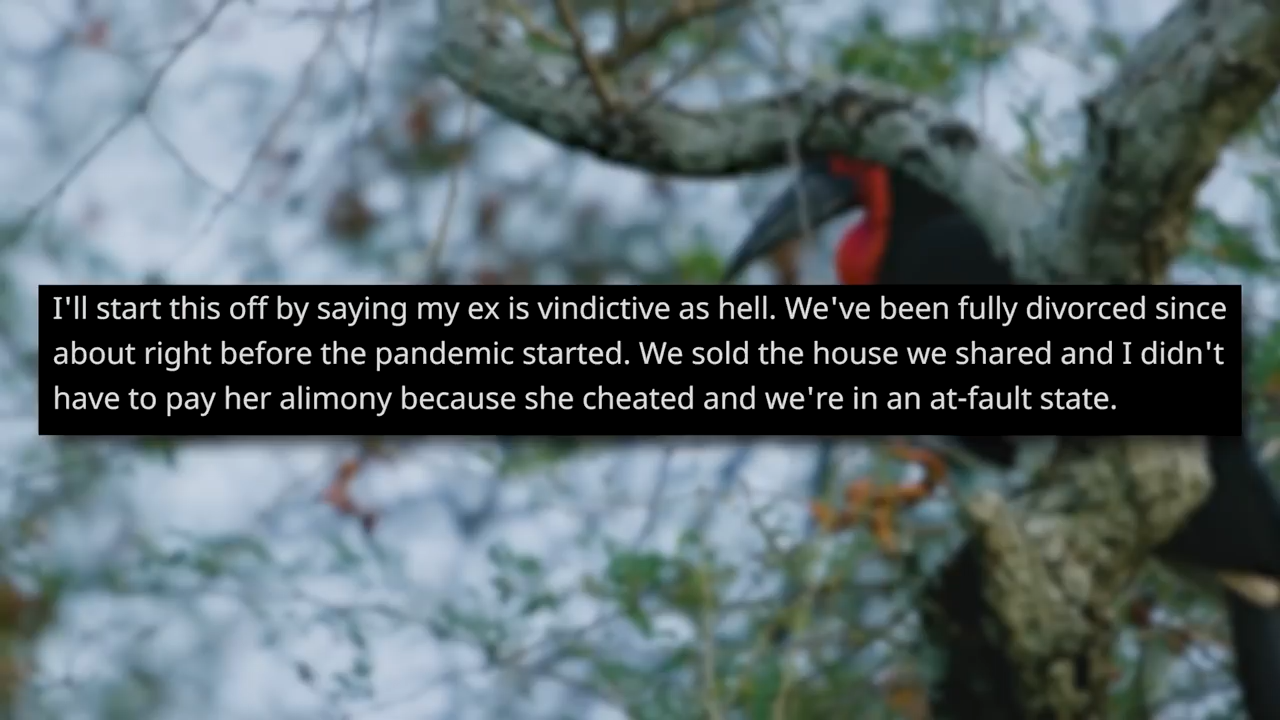 I'll start this off by saying my ex is vindictive as hell. We've been fully divorced since
about right before the pandemic started. We sold the house we shared and I didn't
have to pay her alimony because she cheated and we're in an at-fault state.